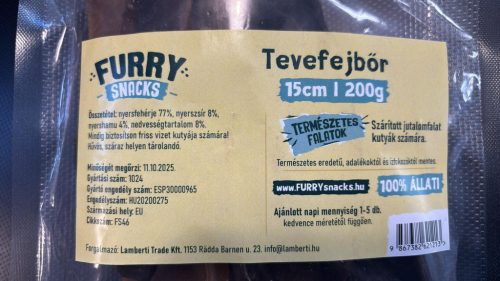 FURRY
SNACKS
Összetétel: nyersfehérje 77%, nyerszsír 8%,
nyershamu 4%, nedvességtartalom 8%.
Mindig biztosítson friss vizet kutyája számára!
Hűvös, száraz helyen tárolandó.
Minőségét megőrzi: 11.10.2025.
Gyártási szám: 1024
Gyártó engedély szám: ESP30000965
Engedélyszám: HU20200275
Származási hely: EU
Cikkszám: FS46
Forgalmazó: Lamberti Trade Kft. 1153 Rädda Barnen u. 23. info@lamberti.hu
Tevefejbőr
15cm | 200g
TERMÉSZETES
FALATOK
Szárított jutalomfalat
kutyák számára.
Természetes eredetű, adalékoktól és ízfokozóktól mentes.
www.FURRYsnacks.hu
100% ÁLLATI
Ajánlott napi mennyiség 1-5 db.
kedvence méretétől függően.
9 867382 621213